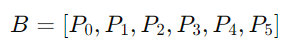 B = [P₀, P₁, P₂, P₃, P₄, P₅]